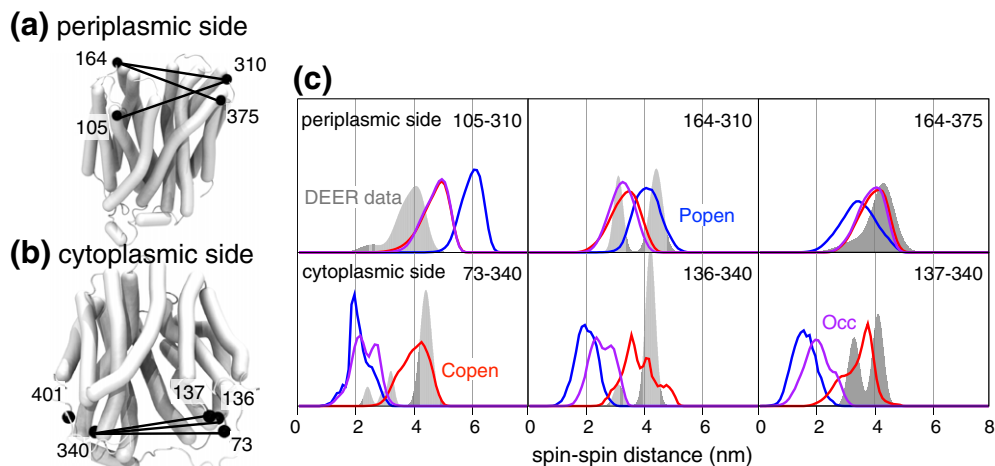 (a) periplasmic side
164
310
105
375
(b) cytoplasmic side
401
137
136
340
73
(c)
periplasmic side 105-310
164-310
164-375
DEER data
Popen
cytoplasmic side 73-340
136-340
137-340
Copen
Occ
0 2 4 6 0 2 4 6 0 2 4 6 8
spin-spin distance (nm)